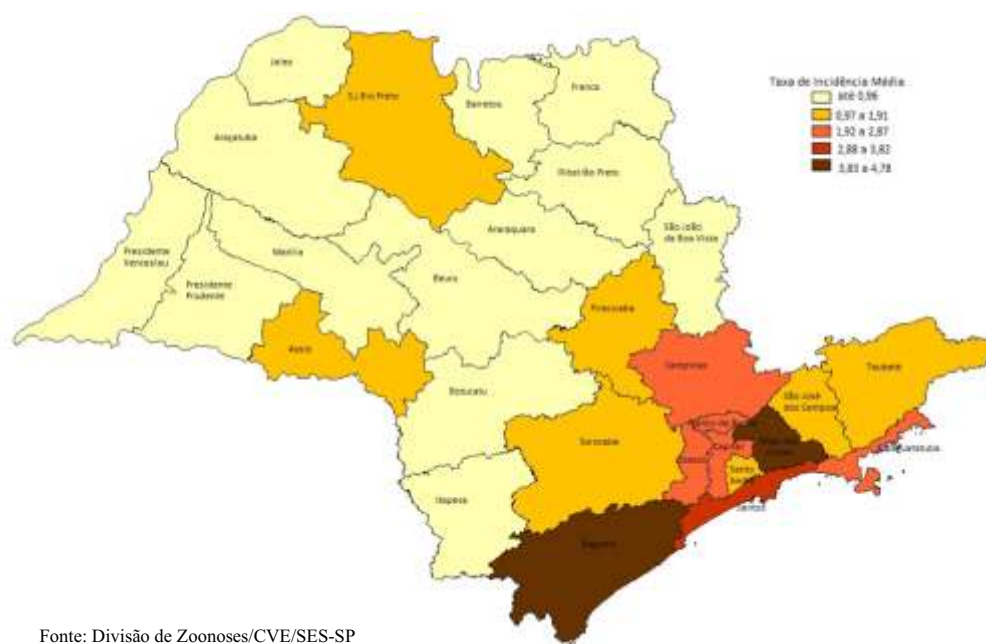 Taxa de Incidência Média
até 0,96
0,97 a 1,91
1,92 a 2,87
2,88 a 3,82
3,83 a 4,78
Jales
SJ Rio Preto
Barretos
Franca
Araçatuba
Ribeirão Preto
Araraquara
São João
da Boa Vista
Presidente
Venceslau
Marília
Bauru
Presidente
Prudente
Piracicaba
Assis
Campinas
Taubaté
São José
dos Campos
Botucatu
Sorocaba
Caraguatatuba
Santo
Santos
Itapeva
Fonte: Divisão de Zoonoses/CVE/SES-SP